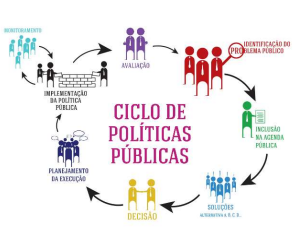 MONITORAMENTO
AVALIAÇÃO
IDENTIFICAÇÃO DO
PROBLEMA PÚBLICO
IMPLEMENTAÇÃO
DA POLÍTICA
PÚBLICA
CICLO DE
POLÍTICAS
PÚBLICAS
INCLUSÃO
NA AGENDA
PÚBLICA
PLANEJAMENTO
DA EXECUÇÃO
SOLUÇÕES
DECISÃO